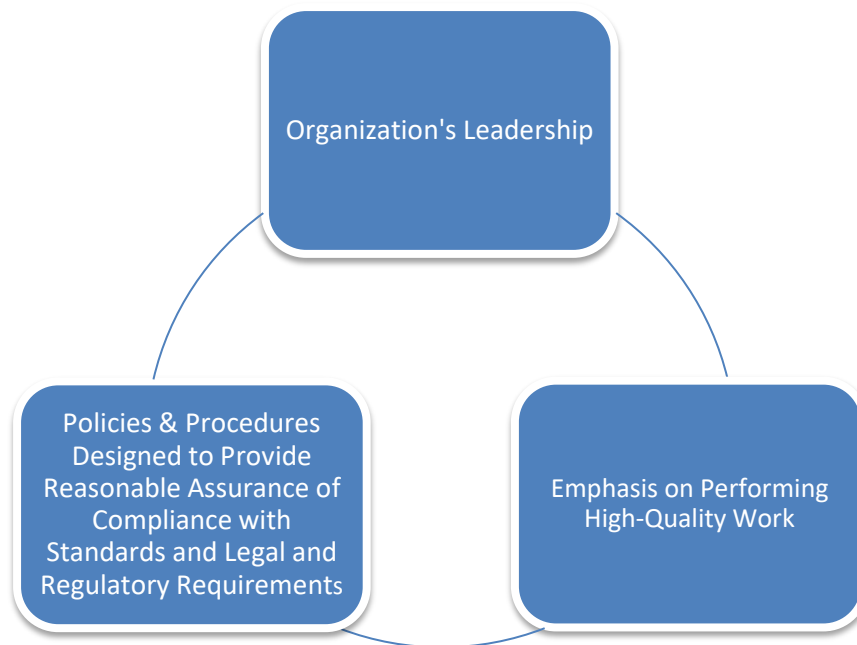 Organization's Leadership
Policies & Procedures
Designed to Provide
Reasonable Assurance of
Compliance with
Standards and Legal and
Regulatory Requirements
Emphasis on Performing
High-Quality Work